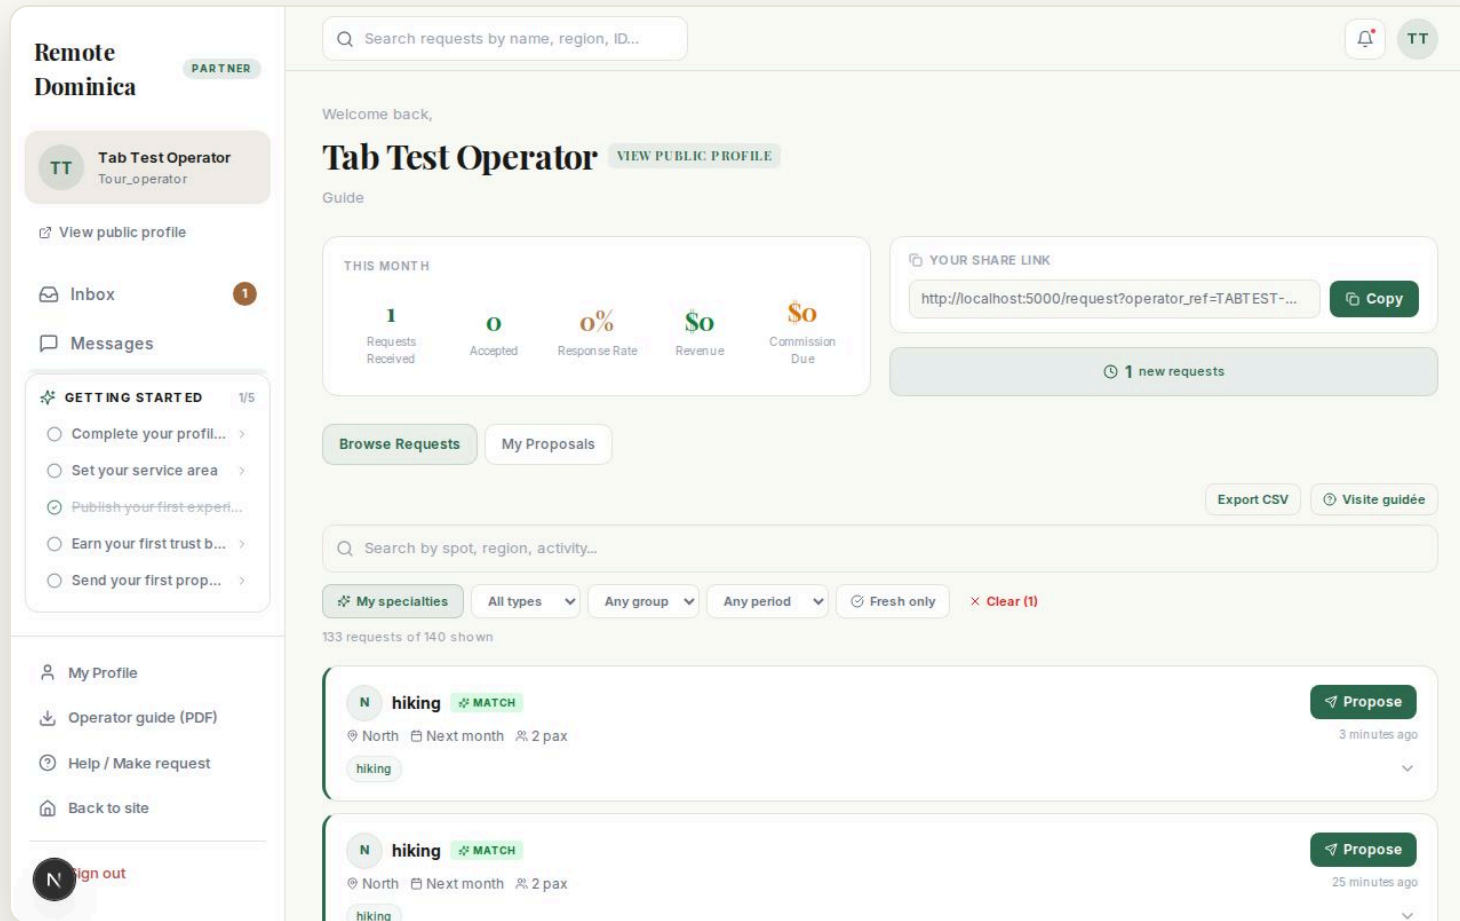 Remote
Dominica
PARTNER
Search requests by name, region, ID...
TT
TT
Tab Test Operator
Tour_operator
View public profile
Inbox
1
Messages
GETTING STARTED
1/5
Complete your profil...
Set your service area
Publish your first experi...
Earn your first trust b...
Send your first prop...
My Profile
Operator guide (PDF)
Help / Make request
Back to site
N
ign out
Welcome back,
Tab Test Operator
VIEW PUBLIC PROFILE
Guide
THIS MONTH
1
Requests
Received
0
Accepted
0%
Response Rate
$0
Revenue
$0
Commission
Due
YOUR SHARE LINK
http://localhost:5000/request?operator_ref=TABTEST-...
Copy
1 new requests
Browse Requests
My Proposals
Export CSV
Visite guidée
Search by spot, region, activity...
My specialties
All types
Any group
Any period
Fresh only
Clear (1)
133 requests of 140 shown
N
hiking
MATCH
Propose
North
Next month
2 pax
3 minutes ago
hiking
N
hiking
MATCH
Propose
North
Next month
2 pax
25 minutes ago
hiking